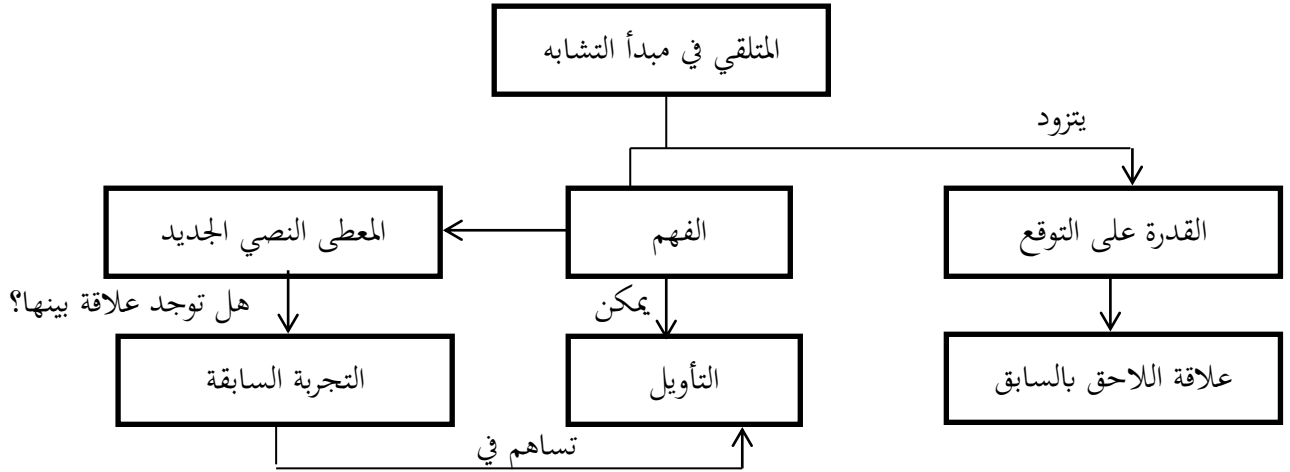 المتلقي في مبدأ التشابه
يتزود
القدرة على التوقع
الفهم
المعطى النصي الجديد
يمكن
هل توجد علاقة بينها؟
علاقة اللاحق بالسابق
التأويل
التجربة السابقة
تساهم في